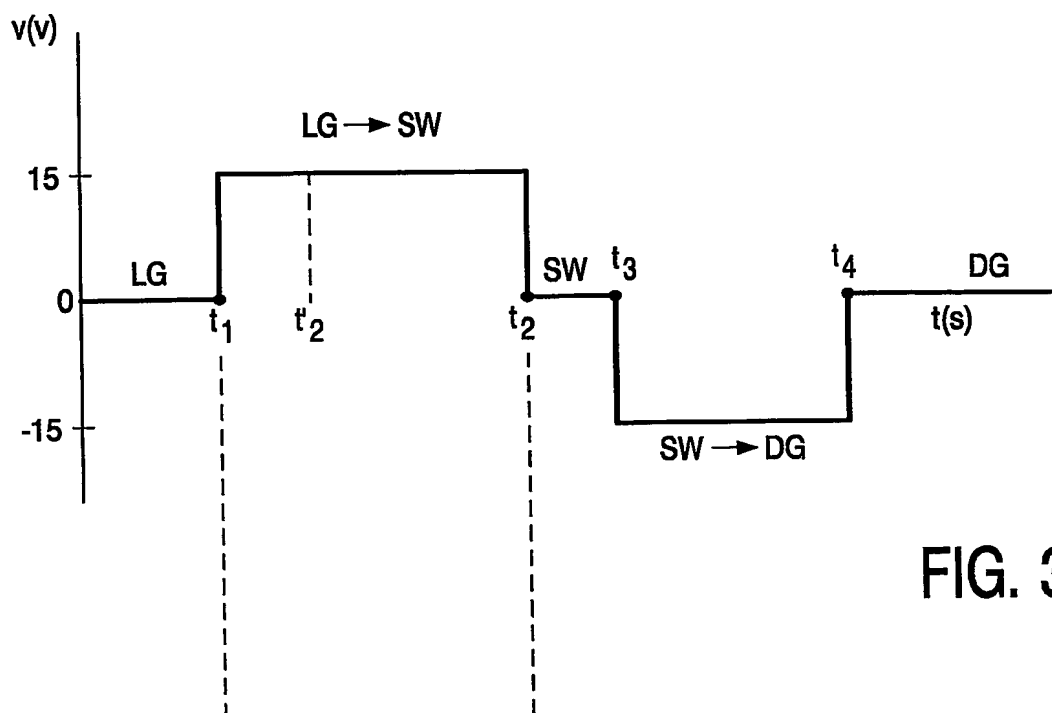 v(v)
LG → SW
15
LG
SW
t3
t4
DG
0
t1
t'2
t2
t(s)
-15
SW → DG
FIG. 3